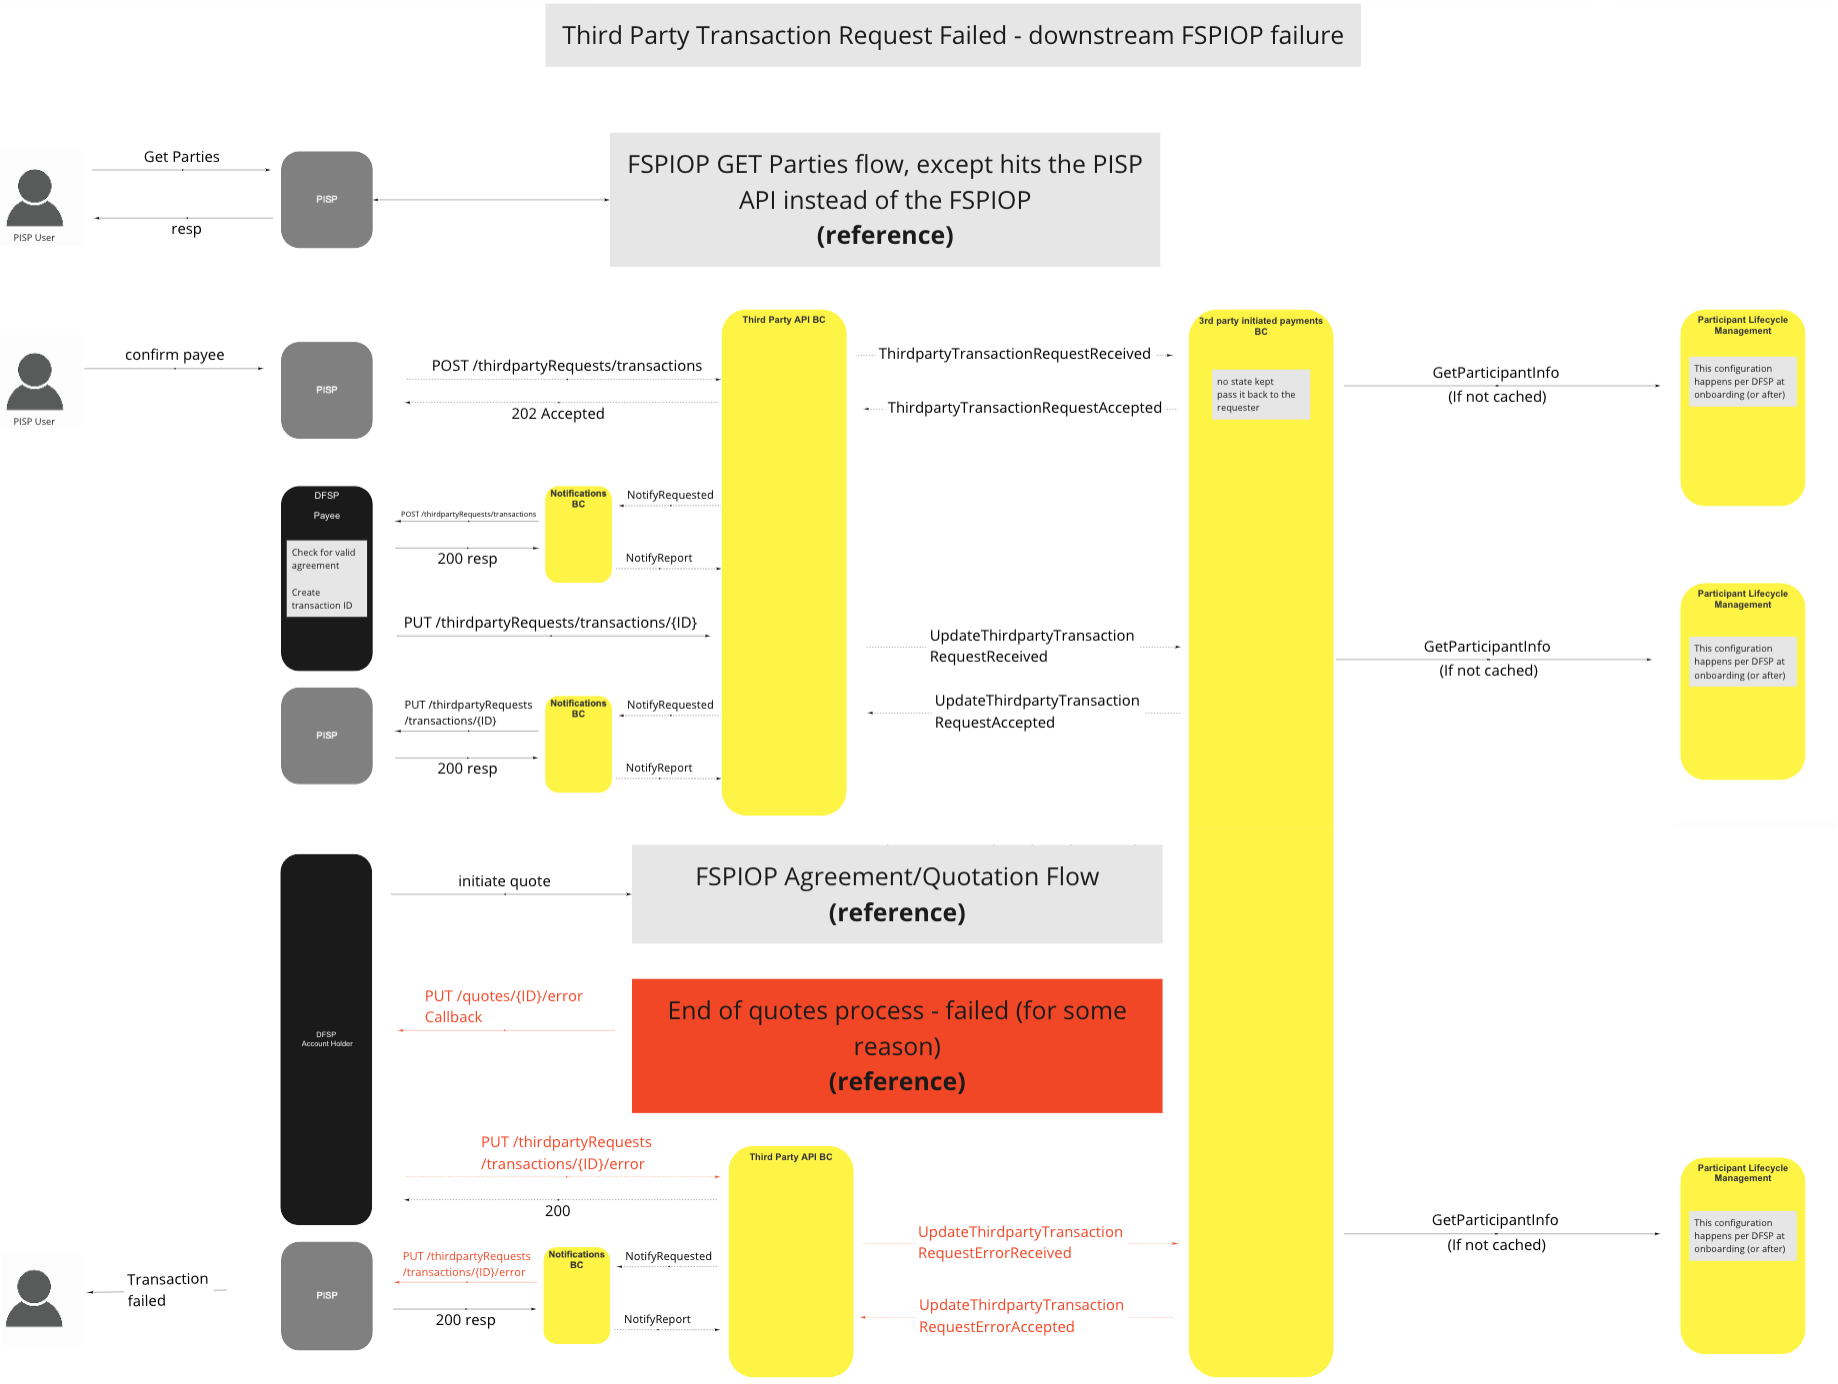 Third Party Transaction Request Failed - downstream FSPIOP failure
Get Parties
resp
PISP User
PISP
FSPIOP GET Parties flow, except hits the PISP
API instead of the FSPIOP
(reference)
confirm payee
PISP User
PISP
POST /thirdpartyRequests/transactions
202 Accepted
Third Party API BC
ThirdpartyTransactionRequestReceived
ThirdpartyTransactionRequestAccepted
3rd party initiated payments
BC
no state kept
pass it back to the
requester
GetParticipantInfo
(If not cached)
Participant Lifecycle
Management
This configuration
happens per DFSP at
onboarding (or after)
DFSP
Payee
Check for valid
agreement
Create
transaction ID
POST /thirdpartyRequests/transactions
200 resp
Notifications
BC
NotifyRequested
NotifyReport
PUT /thirdpartyRequests/transactions/{ID}
UpdateThirdpartyTransaction
RequestReceived
GetParticipantInfo
(If not cached)
Participant Lifecycle
Management
This configuration
happens per DFSP at
onboarding (or after)
PISP
PUT /thirdpartyRequests
/transactions/{ID}
200 resp
Notifications
BC
NotifyRequested
NotifyReport
UpdateThirdpartyTransaction
RequestAccepted
DFSP
Account Holder
initiate quote
FSPIOP Agreement/Quotation Flow
(reference)
PUT /quotes/{ID}/error
Callback
End of quotes process - failed (for some
reason)
(reference)
PUT /thirdpartyRequests
/transactions/{ID}/error
200
Third Party API BC
UpdateThirdpartyTransaction
RequestErrorReceived
GetParticipantInfo
(If not cached)
Participant Lifecycle
Management
This configuration
happens per DFSP at
onboarding (or after)
Transaction
failed
PISP
PUT /thirdpartyRequests
/transactions/{ID}/error
200 resp
Notifications
BC
NotifyRequested
NotifyReport
UpdateThirdpartyTransaction
RequestErrorAccepted